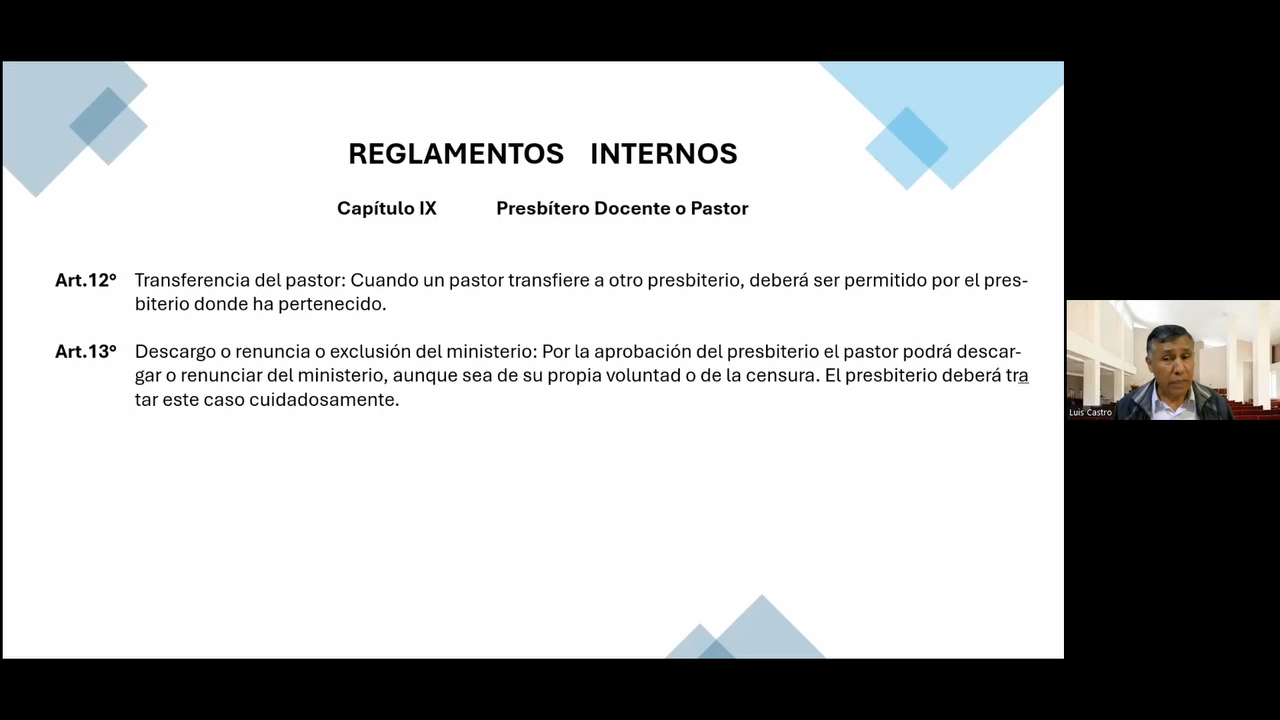 REGLAMENTOS INTERNOS
Capítulo IX Presbítero Docente o Pastor
Art.12° Transferencia del pastor: Cuando un pastor transfiere a otro presbiterio, deberá ser permitido por el pres-
biterio donde ha pertenecido.
Art.13° Descargo o renuncia o exclusión del ministerio: Por la aprobación del presbiterio el pastor podrá descar-
gar o renunciar del ministerio, aunque sea de su propia voluntad o de la censura. El presbiterio deberá tra
tar este caso cuidadosamente.
Luis Castro